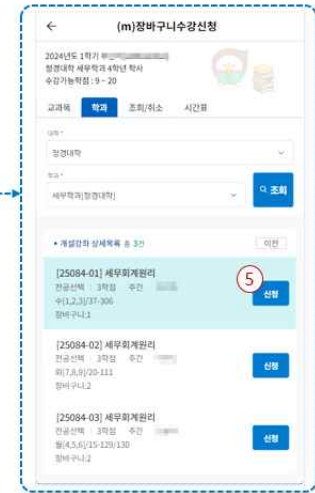 (m)장바구니수강신청
2024년도 1학기
정경대학 세무학과 4학년 학사
수강가능학점 : 9 ~ 20
교과목 학과 조회/취소 시간표
대학 *
정경대학
학과 *
세무학과[정경대학]
조회
• 개설강좌 상세목록 총 3건 이전
[25084-01] 세무회계원리
전공선택 3학점 주간
수[1,2,3]/37-306
장바구니:1
5
신청
[25084-02] 세무회계원리
전공선택 3학점 주간
화[7,8,9]/20-111
장바구니:2
신청
[25084-03] 세무회계원리
전공선택 3학점 주간
월[4,5,6]/15-129/130
장바구니:2
신청